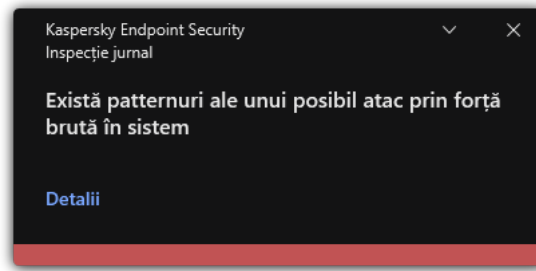 Kaspersky Endpoint Security
Inspecție jurnal
Există patternuri ale unui posibil atac prin forță
brută în sistem
Detalii